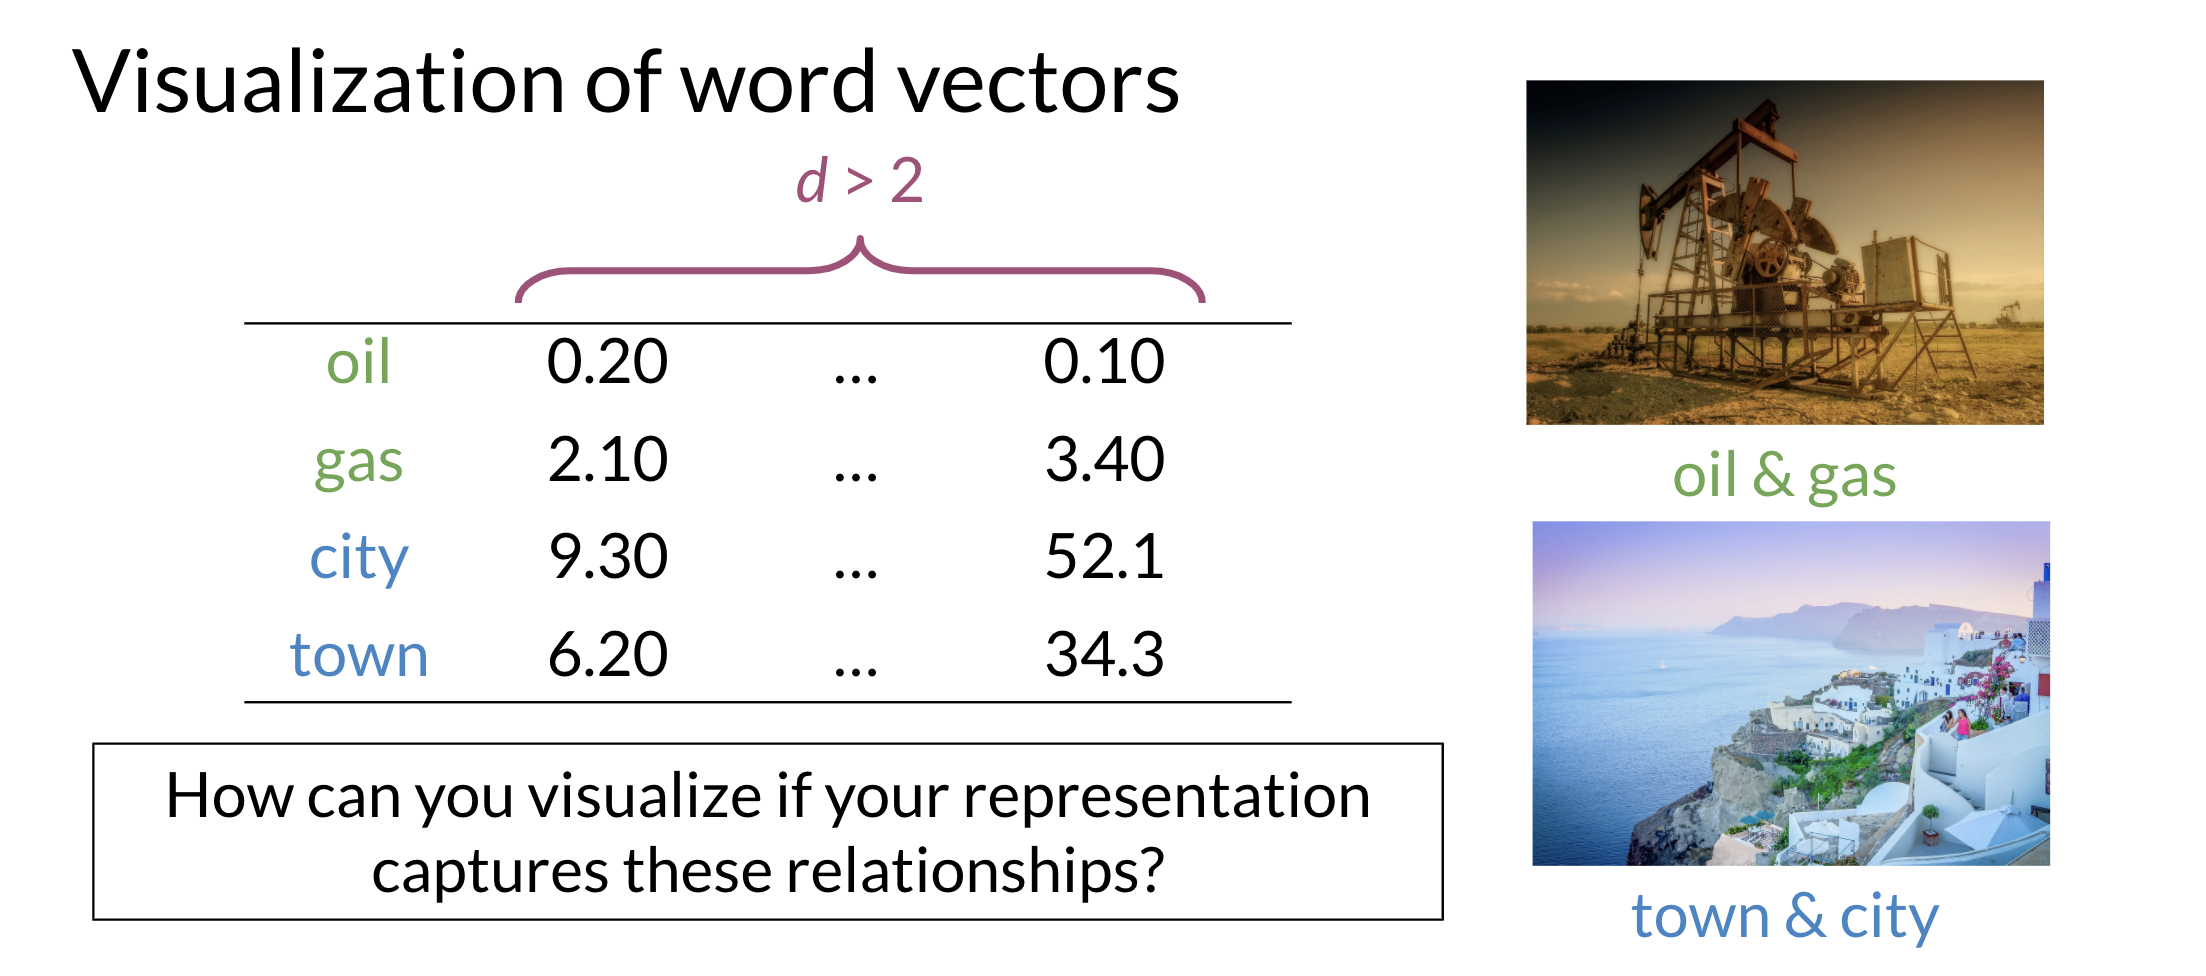 Visualization of word vectors
d > 2
oil 0.20 ... 0.10
gas 2.10 ... 3.40
city 9.30 ... 52.1
town 6.20 ... 34.3
How can you visualize if your representation
captures these relationships?
oil & gas
town & city